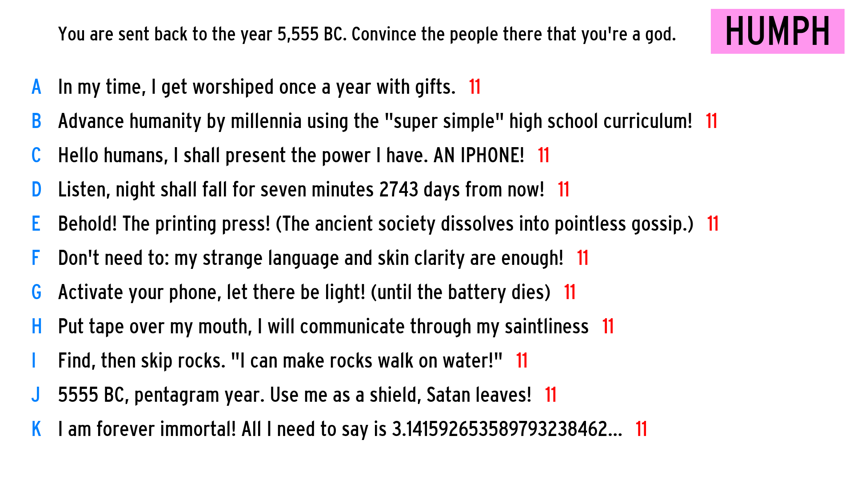 You are sent back to the year 5,555 BC. Convince the people there that you're a god.
HUMPH
A In my time, I get worshiped once a year with gifts. 11
B Advance humanity by millennia using the "super simple" high school curriculum! 11
C Hello humans, I shall present the power I have. AN IPHONE! 11
D Listen, night shall fall for seven minutes 2743 days from now! 11
E Behold! The printing press! (The ancient society dissolves into pointless gossip.) 11
F Don't need to: my strange language and skin clarity are enough! 11
G Activate your phone, let there be light! (until the battery dies) 11
H Put tape over my mouth, I will communicate through my saintliness 11
I Find, then skip rocks. "I can make rocks walk on water!" 11
J 5555 BC, pentagram year. Use me as a shield, Satan leaves! 11
K I am forever immortal! All I need to say is 3.141592653589793238462... 11